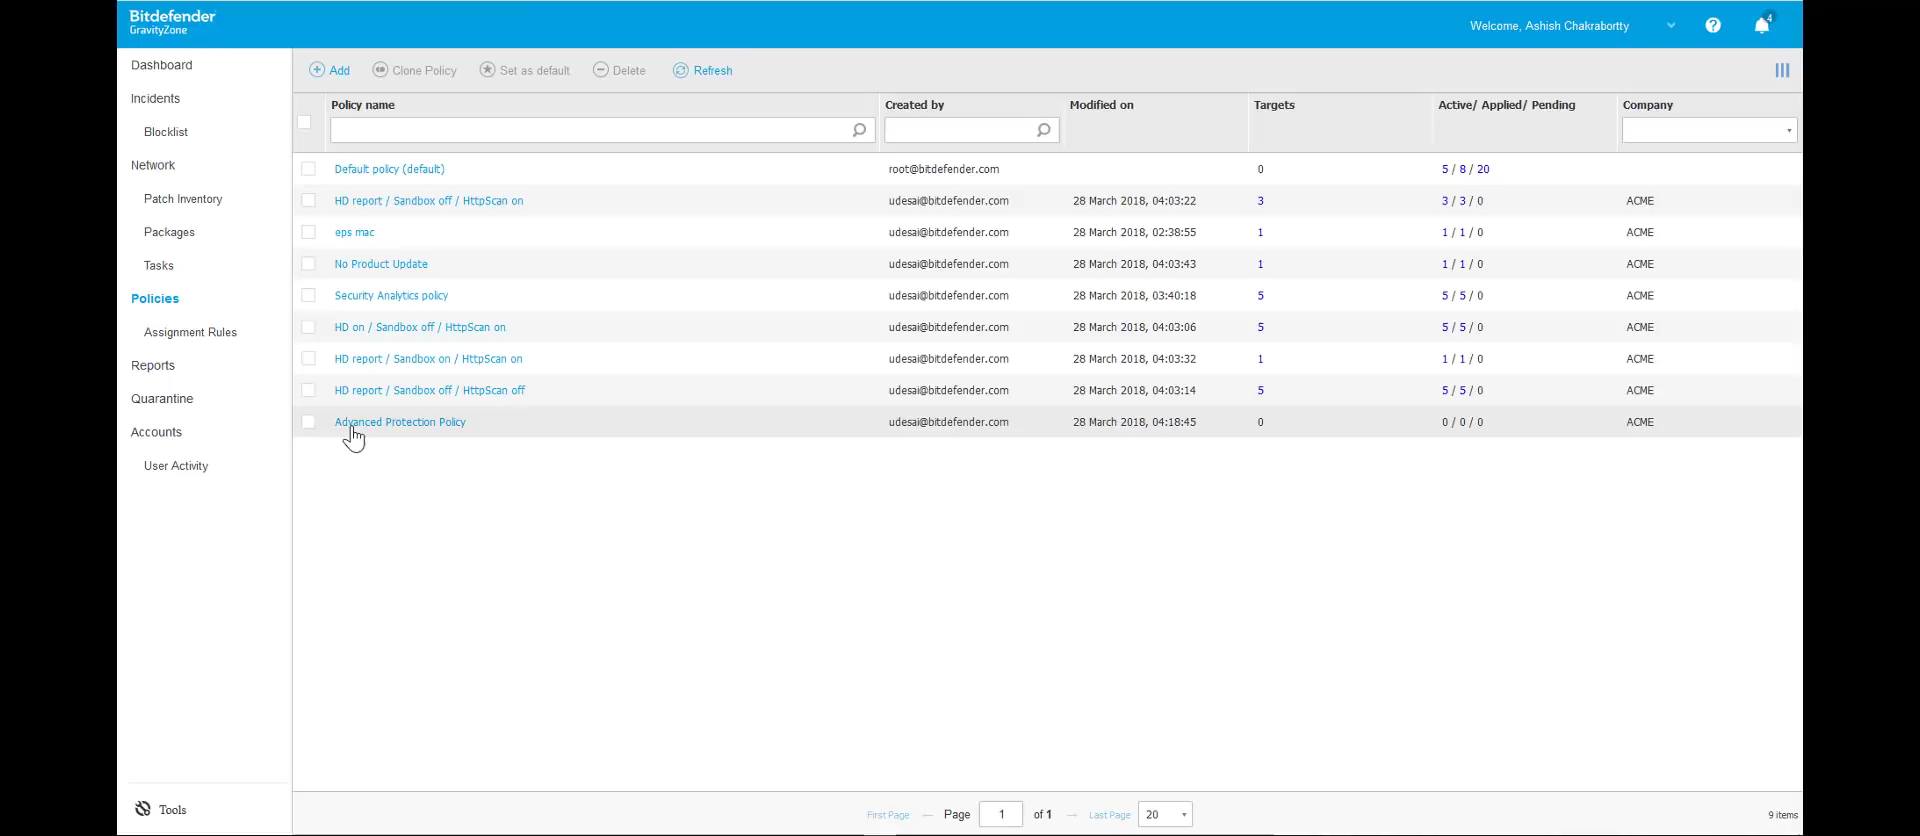 Bitdefender
GravityZone
Welcome, Ashish Chakrabortty
4
Dashboard
Incidents
Blocklist
Network
Patch Inventory
Packages
Tasks
Policies
Assignment Rules
Reports
Quarantine
Accounts
User Activity
Tools
Add Clone Policy Set as default Delete Refresh
Policy name Created by Modified on Targets Active/ Applied/ Pending Company
Default policy (default) root@bitdefender.com 0 5 / 8 / 20
HD report / Sandbox off / HttpScan on udesai@bitdefender.com 28 March 2018, 04:03:22 3 3 / 3 / 0 ACME
eps mac udesai@bitdefender.com 28 March 2018, 02:38:55 1 1 / 1 / 0 ACME
No Product Update udesai@bitdefender.com 28 March 2018, 04:03:43 1 1 / 1 / 0 ACME
Security Analytics policy udesai@bitdefender.com 28 March 2018, 03:40:18 5 5 / 5 / 0 ACME
HD on / Sandbox off / HttpScan on udesai@bitdefender.com 28 March 2018, 04:03:06 5 5 / 5 / 0 ACME
HD report / Sandbox on / HttpScan on udesai@bitdefender.com 28 March 2018, 04:03:32 1 1 / 1 / 0 ACME
HD report / Sandbox off / HttpScan off udesai@bitdefender.com 28 March 2018, 04:03:14 5 5 / 5 / 0 ACME
Advanced Protection Policy udesai@bitdefender.com 28 March 2018, 04:18:45 0 0 / 0 / 0 ACME
First Page ← Page 1 of 1 → Last Page 20 9 items